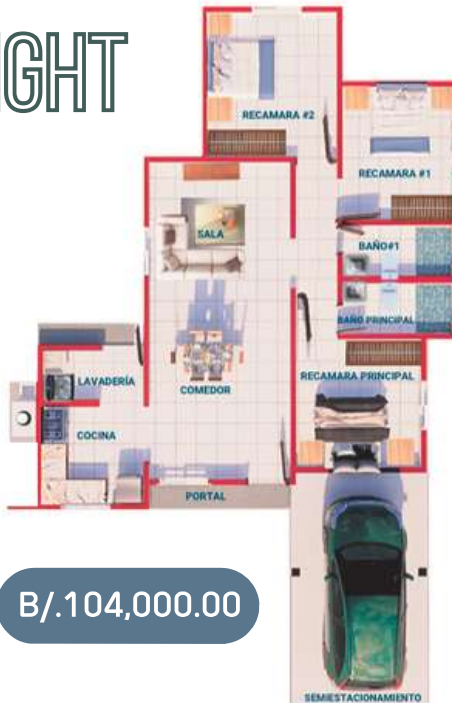 IGHT
RECAMARA #2
RECAMARA #1
SALA
BAÑO#1
BAÑO PRINCIPAL
LAVADERÍA
COMEDOR
RECAMARA PRINCIPAL
COCINA
PORTAL
B/.104,000.00
SEMIESTACIONAMIENTO